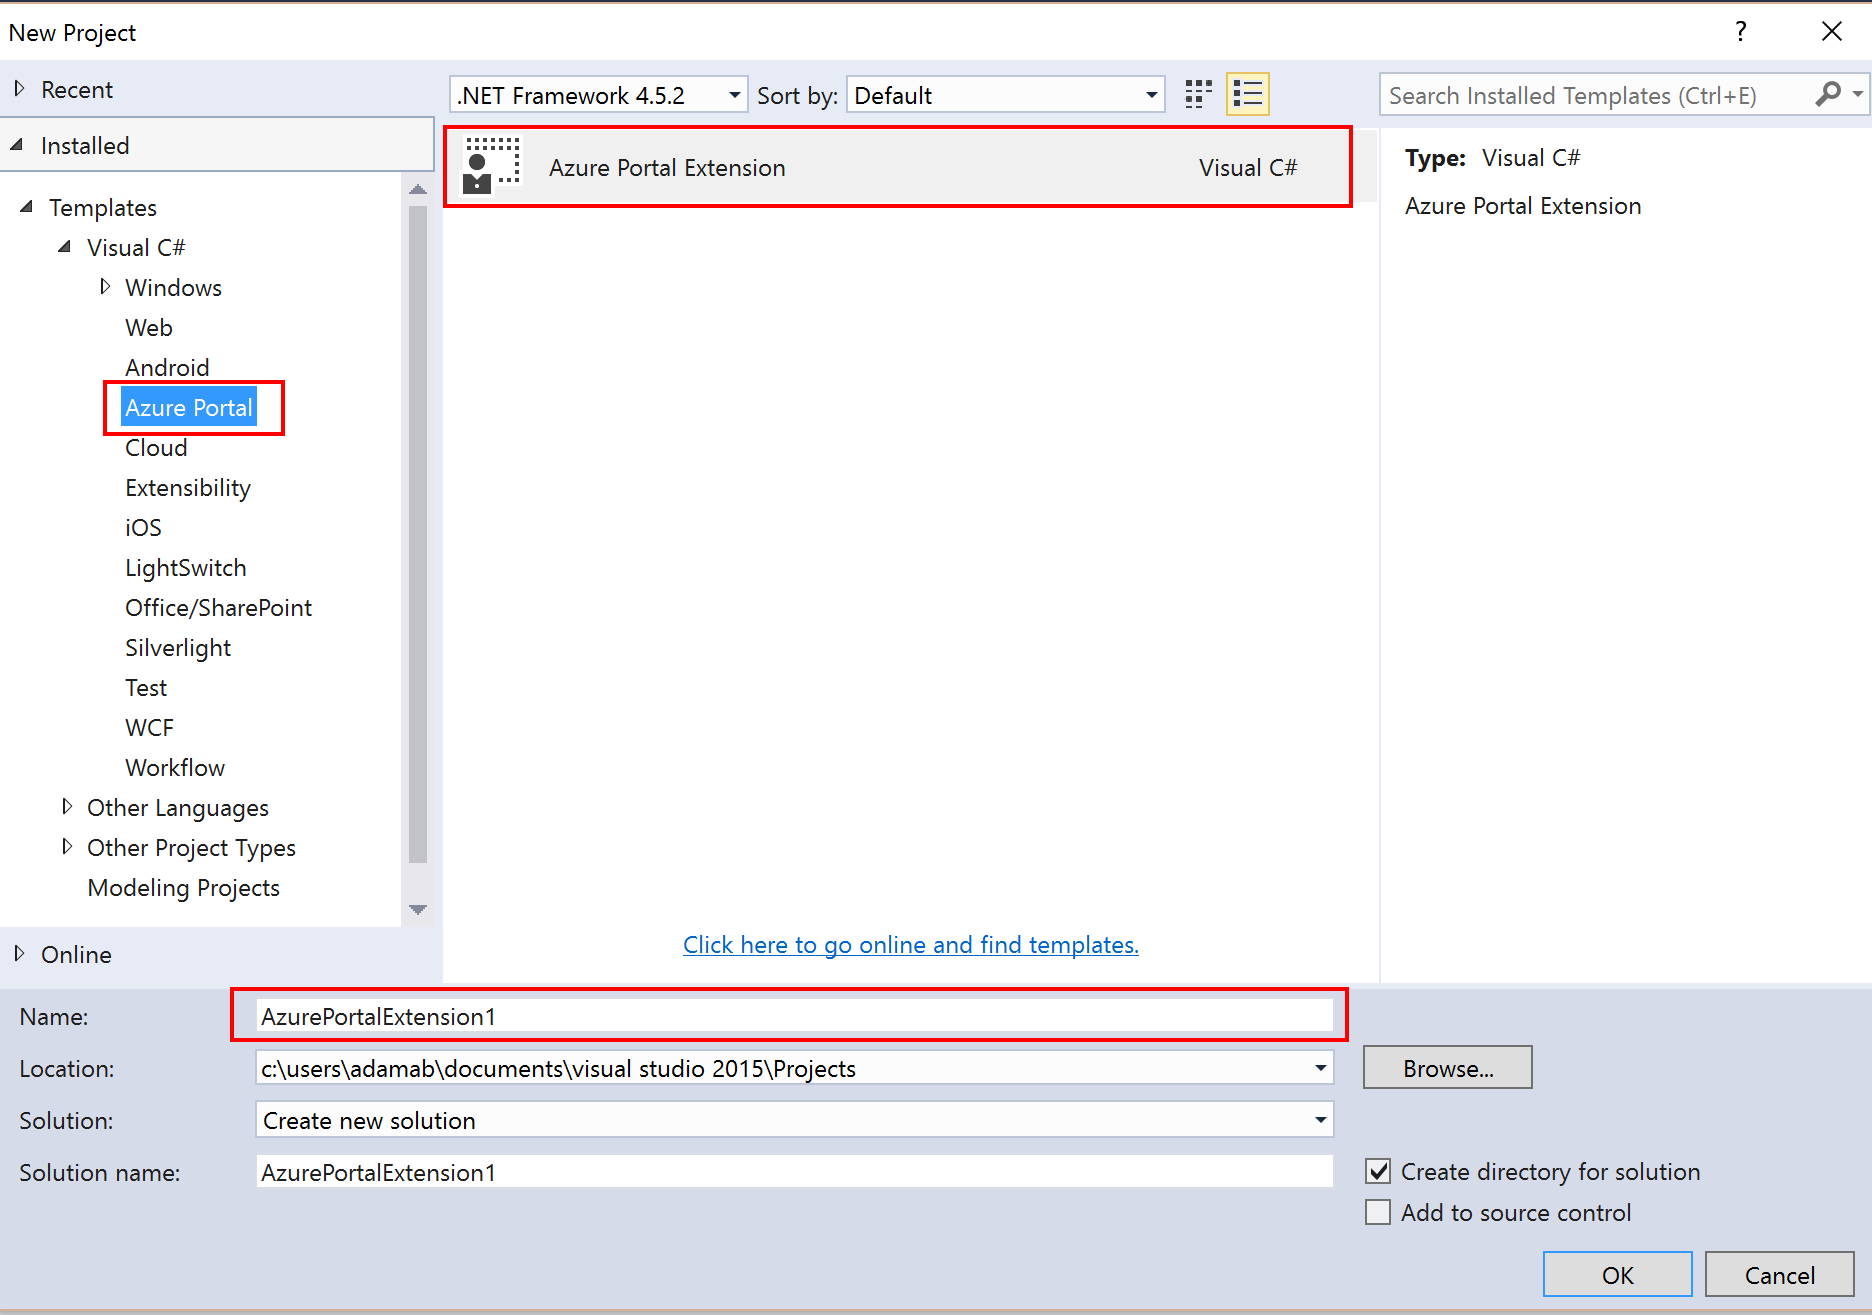 New Project
?
Recent
.NET Framework 4.5.2
Sort by:
Default
Search Installed Templates (Ctrl+E)
Installed
Templates
Visual C#
Windows
Web
Android
Azure Portal
Cloud
Extensibility
iOS
LightSwitch
Office/SharePoint
Silverlight
Test
WCF
Workflow
Other Languages
Other Project Types
Modeling Projects
Online
Azure Portal Extension
Visual C#
Click here to go online and find templates.
Type: Visual C#
Azure Portal Extension
Name:
AzurePortalExtension1
Location:
c:\users\adamab\documents\visual studio 2015\Projects
Browse...
Solution:
Create new solution
Solution name:
AzurePortalExtension1
Create directory for solution
Add to source control
OK
Cancel